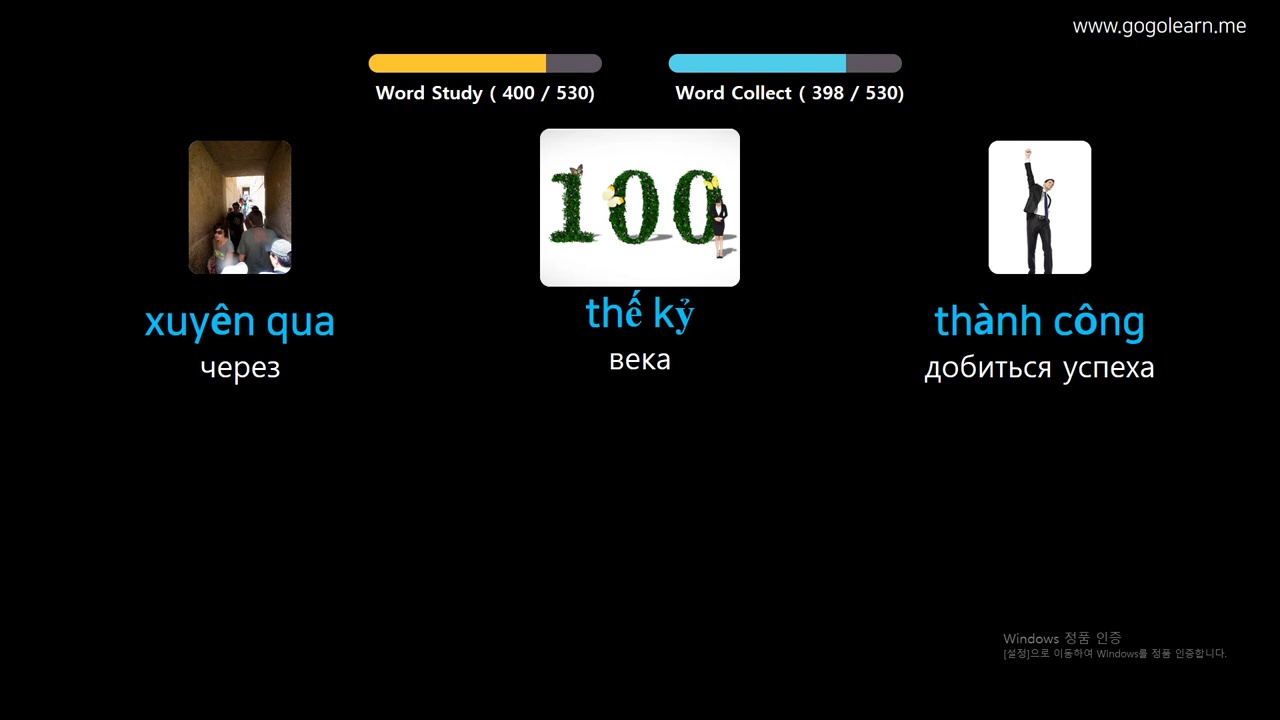 www.gogolearn.me
Word Study ( 400 / 530)
Word Collect ( 398 / 530)
100
xuyên qua
через
thế kỷ
века
thành công
добиться успеха
Windows 정품 인증
[설정]으로 이동하여 Windows를 정품 인증합니다.